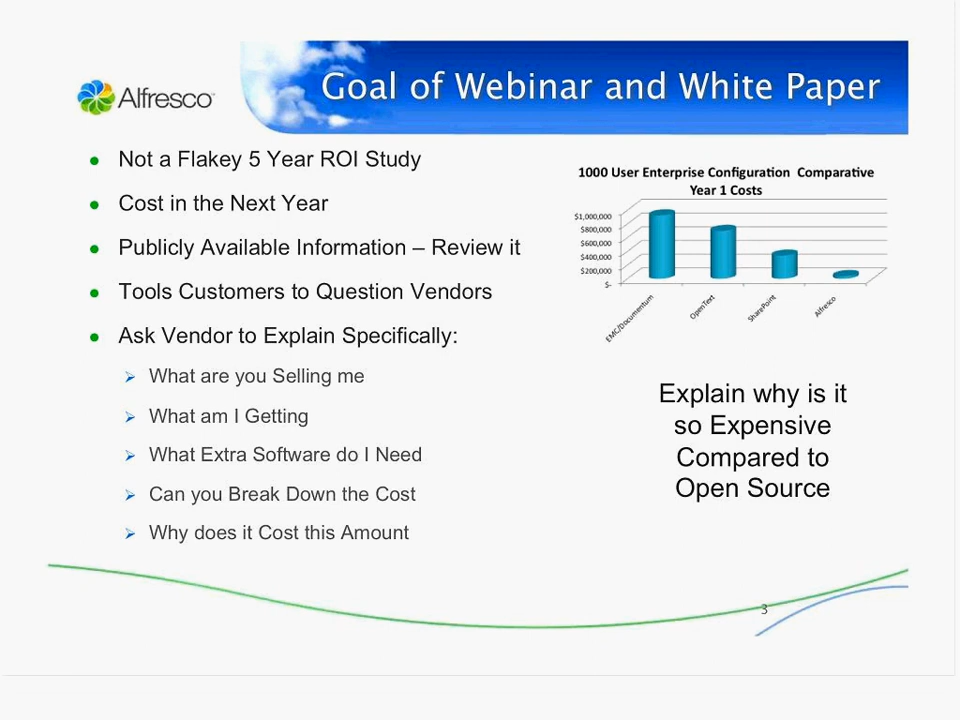 Alfresco
Goal of Webinar and White Paper
Not a Flakey 5 Year ROI Study
Cost in the Next Year
Publicly Available Information – Review it
Tools Customers to Question Vendors
Ask Vendor to Explain Specifically:
What are you Selling me
What am I Getting
What Extra Software do I Need
Can you Break Down the Cost
Why does it Cost this Amount
1000 User Enterprise Configuration Comparative
Year 1 Costs
$1,000,000
$800,000
$600,000
$400,000
$200,000
$-
EMC/Documentum
OpenText
SharePoint
Alfresco
Explain why is it
so Expensive
Compared to
Open Source
3